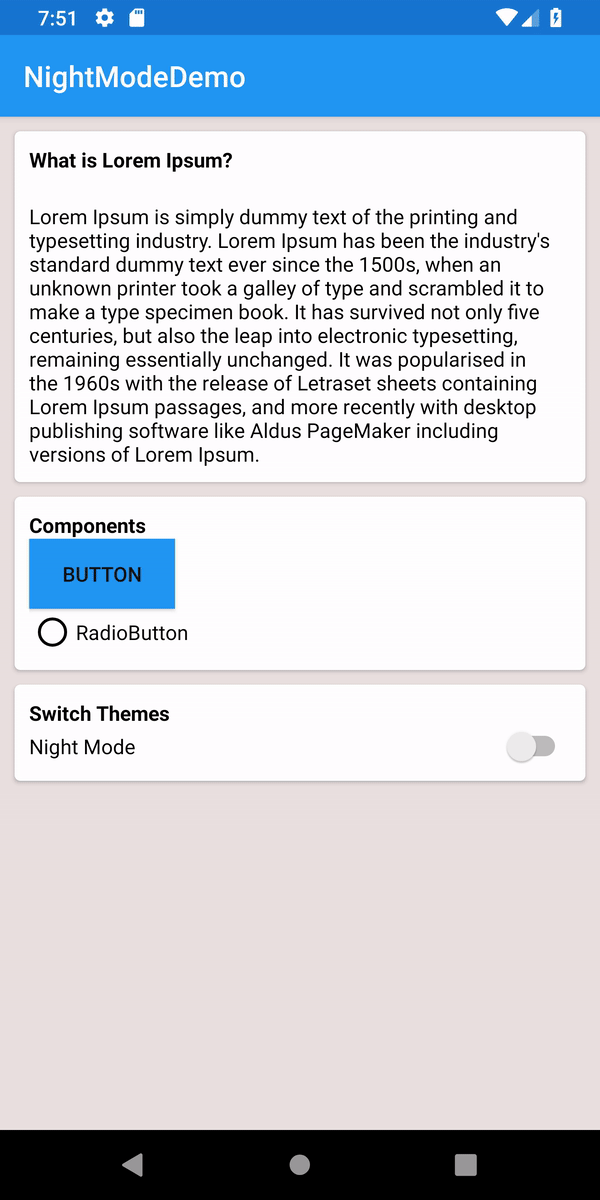 7:51
NightModeDemo
What is Lorem Ipsum?
Lorem Ipsum is simply dummy text of the printing and
typesetting industry. Lorem Ipsum has been the industry's
standard dummy text ever since the 1500s, when an
unknown printer took a galley of type and scrambled it to
make a type specimen book. It has survived not only five
centuries, but also the leap into electronic typesetting,
remaining essentially unchanged. It was popularised in
the 1960s with the release of Letraset sheets containing
Lorem Ipsum passages, and more recently with desktop
publishing software like Aldus PageMaker including
versions of Lorem Ipsum.
Components
BUTTON
RadioButton
Switch Themes
Night Mode